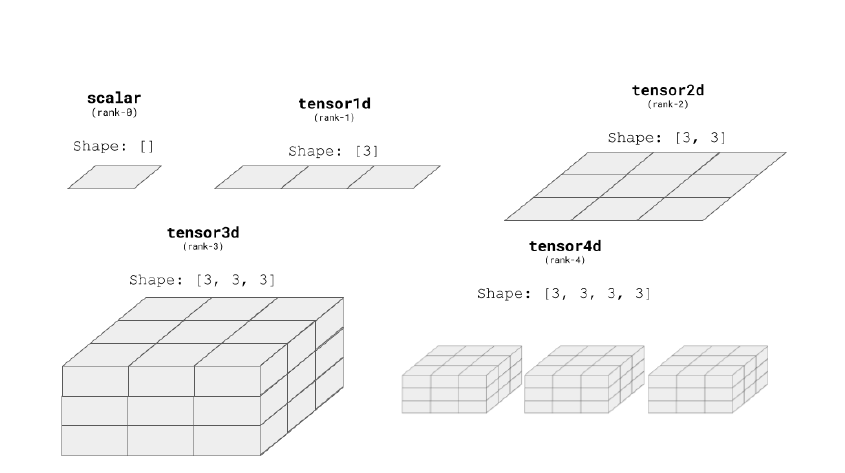 scalar
(rank-0)
Shape: []
tensor1d
(rank-1)
Shape: [3]
tensor2d
(rank-2)
Shape: [3, 3]
tensor3d
(rank-3)
Shape: [3, 3, 3]
tensor4d
(rank-4)
Shape: [3, 3, 3, 3]